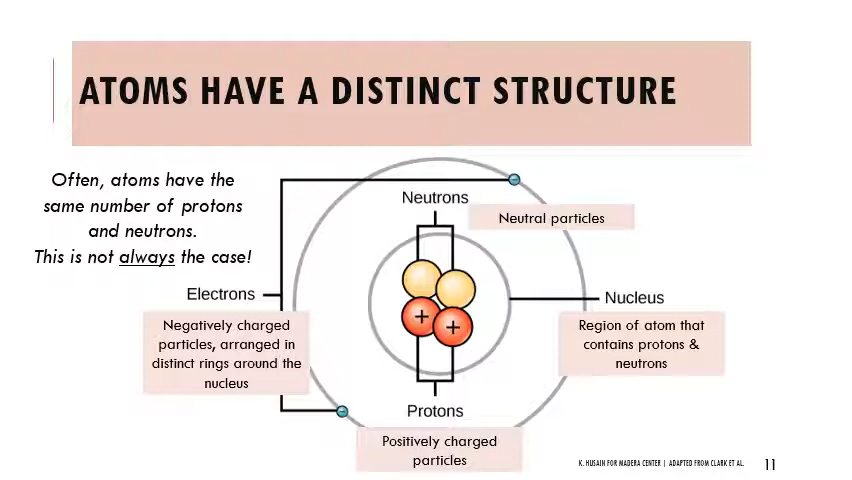 ATOMS HAVE A DISTINCT STRUCTURE
Often, atoms have the
same number of protons
and neutrons.
This is not always the case!
Neutrons
Neutral particles
Electrons
Negatively charged
particles, arranged in
distinct rings around the
nucleus
Nucleus
Region of atom that
contains protons &
neutrons
−
+
+
−
Protons
Positively charged
particles
K. HUSAIN FOR MADERA CENTER | ADAPTED FROM CLARK ET AL.
11